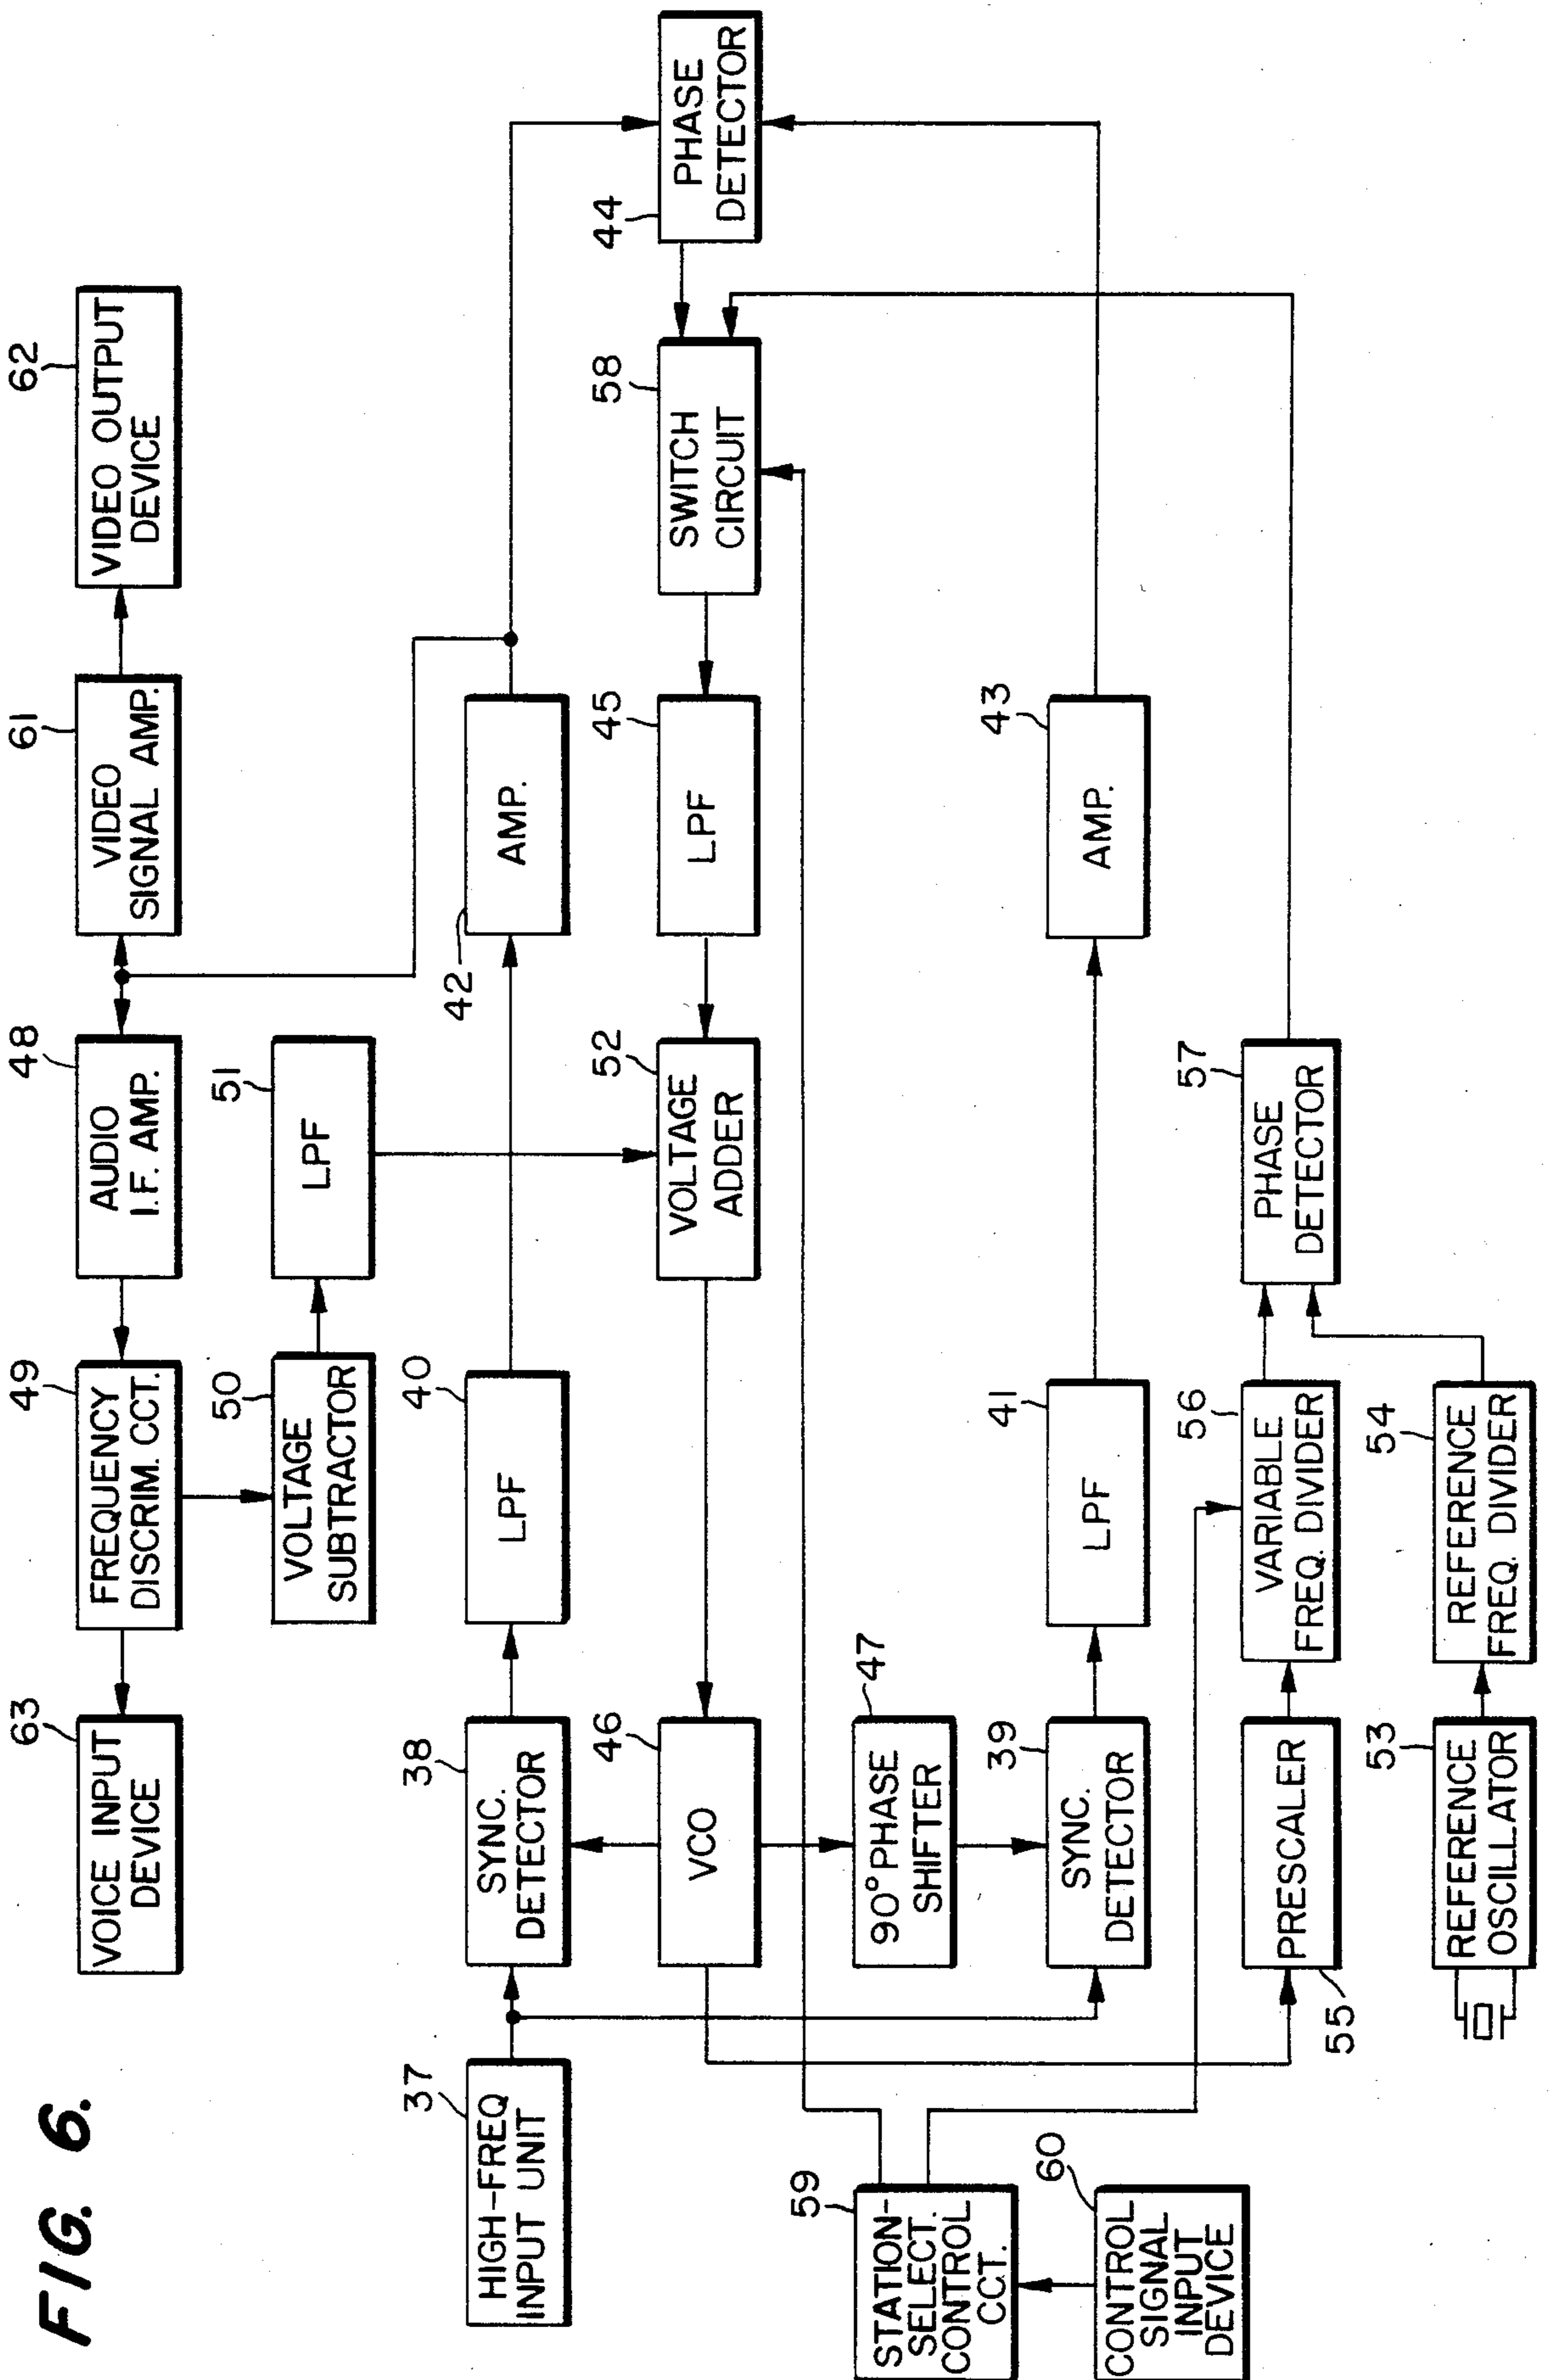 FIG. 6.
63
VOICE INPUT
DEVICE
49
FREQUENCY
DISCRIM. CCT.
48
AUDIO
I.F. AMP.
61
VIDEO
SIGNAL AMP.
62
VIDEO OUTPUT
DEVICE
50
VOLTAGE
SUBTRACTOR
51
LPF
37
HIGH-FREQ
INPUT UNIT
38
SYNC.
DETECTOR
40
LPF
42
AMP.
46
VCO
52
VOLTAGE
ADDER
45
LPF
58
SWITCH
CIRCUIT
44
PHASE
DETECTOR
47
90° PHASE
SHIFTER
59
STATION-
SELECT.
CONTROL
CCT.
39
SYNC.
DETECTOR
41
LPF
43
AMP.
60
CONTROL
SIGNAL
INPUT
DEVICE
55
PRESCALER
56
VARIABLE
FREQ. DIVIDER
57
PHASE
DETECTOR
53
REFERENCE
OSCILLATOR
54
REFERENCE
FREQ. DIVIDER